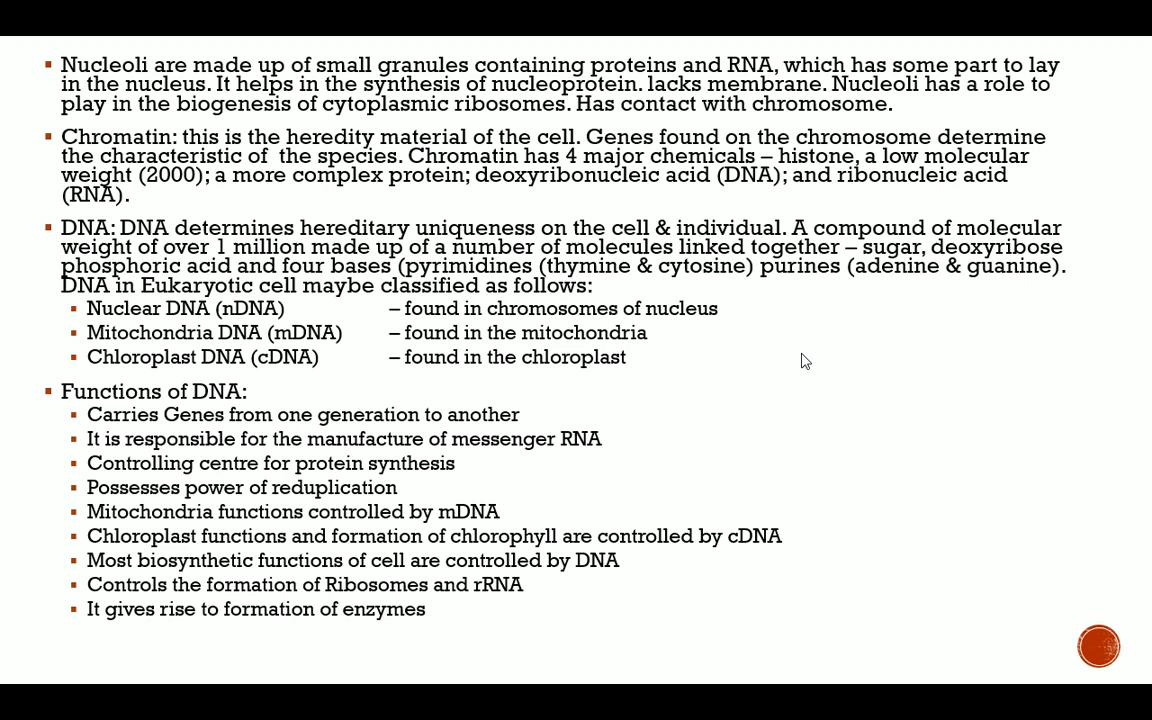 Nucleoli are made up of small granules containing proteins and RNA, which has some part to lay
in the nucleus. It helps in the synthesis of nucleoprotein. lacks membrane. Nucleoli has a role to
play in the biogenesis of cytoplasmic ribosomes. Has contact with chromosome.
Chromatin: this is the heredity material of the cell. Genes found on the chromosome determine
the characteristic of the species. Chromatin has 4 major chemicals – histone, a low molecular
weight (2000); a more complex protein; deoxyribonucleic acid (DNA); and ribonucleic acid
(RNA).
DNA: DNA determines hereditary uniqueness on the cell & individual. A compound of molecular
weight of over 1 million made up of a number of molecules linked together – sugar, deoxyribose
phosphoric acid and four bases (pyrimidines (thymine & cytosine) purines (adenine & guanine).
DNA in Eukaryotic cell maybe classified as follows:
Nuclear DNA (nDNA) – found in chromosomes of nucleus
Mitochondria DNA (mDNA) – found in the mitochondria
Chloroplast DNA (cDNA) – found in the chloroplast
Functions of DNA:
Carries Genes from one generation to another
It is responsible for the manufacture of messenger RNA
Controlling centre for protein synthesis
Possesses power of reduplication
Mitochondria functions controlled by mDNA
Chloroplast functions and formation of chlorophyll are controlled by cDNA
Most biosynthetic functions of cell are controlled by DNA
Controls the formation of Ribosomes and rRNA
It gives rise to formation of enzymes